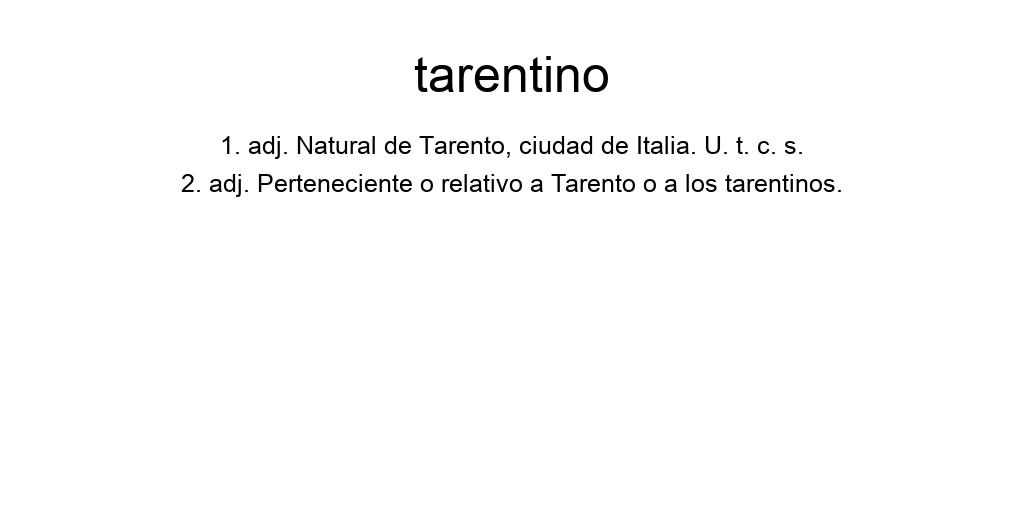 tarentino
1. adj. Natural de Tarento, ciudad de Italia. U. t. c. s.
2. adj. Perteneciente o relativo a Tarento o a los tarentinos.